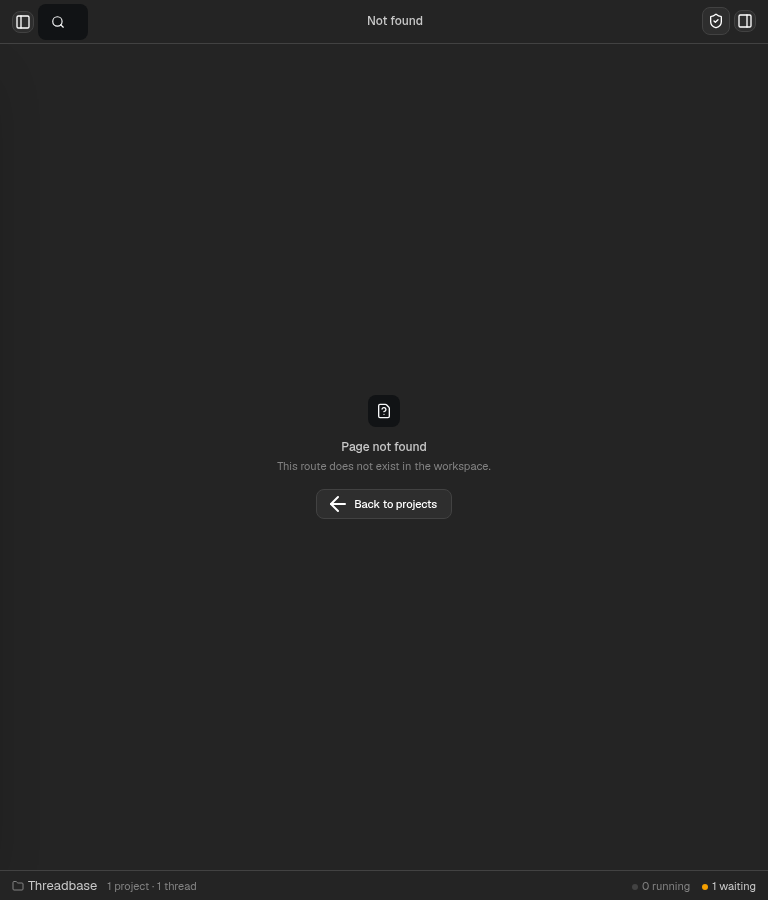 Not found
Page not found
This route does not exist in the workspace.
Back to projects
Threadbase 1 project · 1 thread 0 running 1 waiting